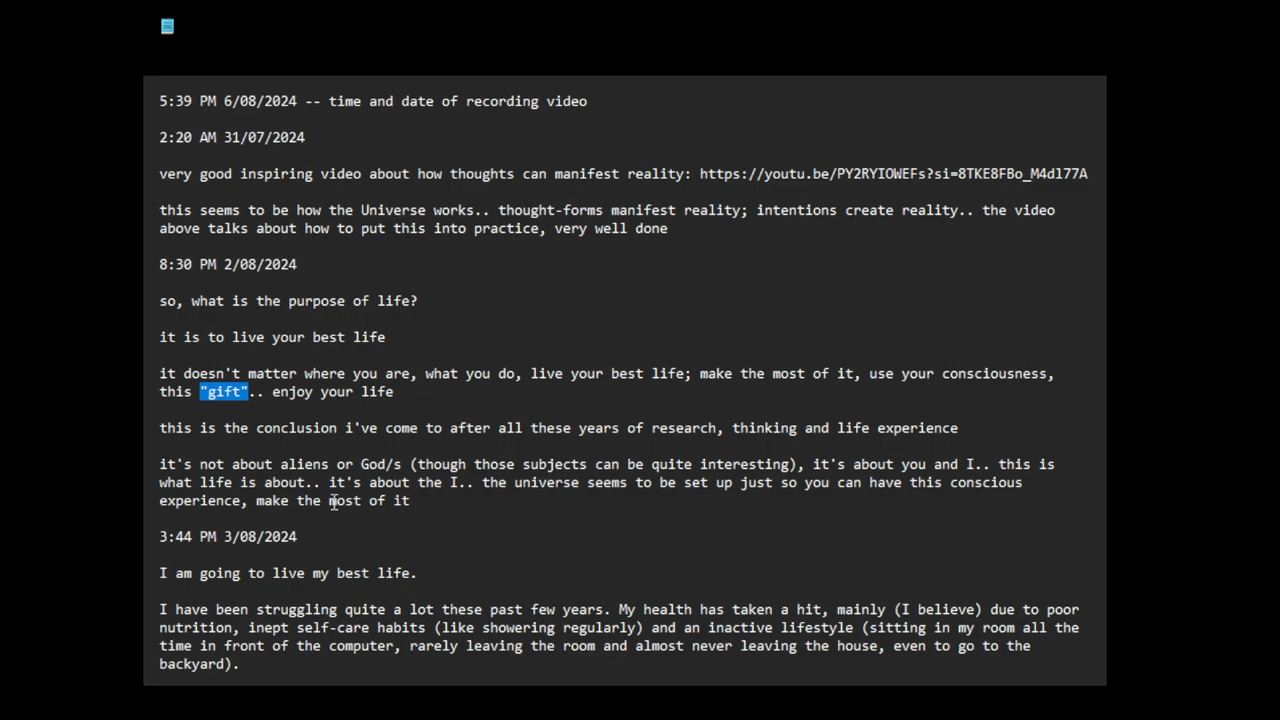 5:39 PM 6/08/2024 -- time and date of recording video
2:20 AM 31/07/2024
very good inspiring video about how thoughts can manifest reality: https://youtu.be/PY2RYIOWEFs?si=8TKE8FBo_M4dl77A
this seems to be how the Universe works.. thought-forms manifest reality; intentions create reality.. the video
above talks about how to put this into practice, very well done
8:30 PM 2/08/2024
so, what is the purpose of life?
it is to live your best life
it doesn't matter where you are, what you do, live your best life; make the most of it, use your consciousness,
this "gift".. enjoy your life
this is the conclusion i've come to after all these years of research, thinking and life experience
it's not about aliens or God/s (though those subjects can be quite interesting), it's about you and I.. this is
what life is about.. it's about the I.. the universe seems to be set up just so you can have this conscious
experience, make the most of it
3:44 PM 3/08/2024
I am going to live my best life.
I have been struggling quite a lot these past few years. My health has taken a hit, mainly (I believe) due to poor
nutrition, inept self-care habits (like showering regularly) and an inactive lifestyle (sitting in my room all the
time in front of the computer, rarely leaving the room and almost never leaving the house, even to go to the
backyard).